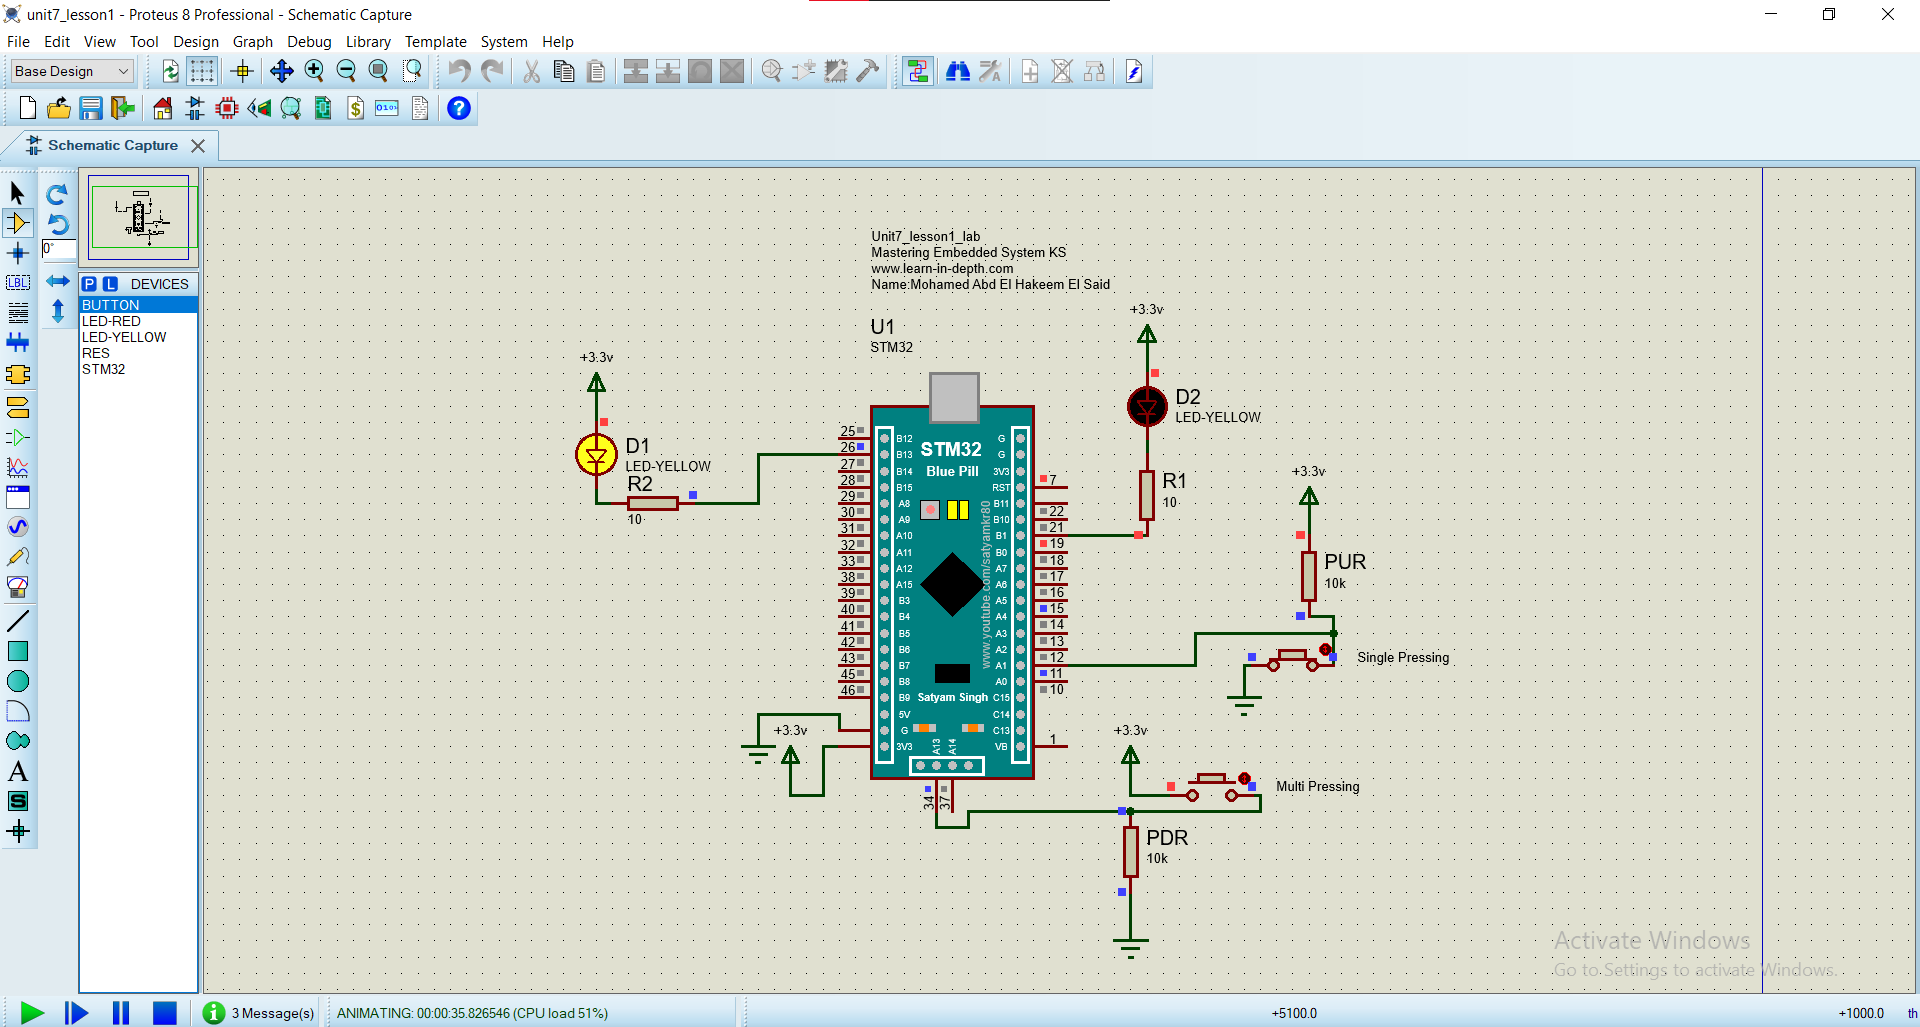 unit7_lesson1 - Proteus 8 Professional - Schematic Capture
File Edit View Tool Design Graph Debug Library Template System Help
Base Design
Schematic Capture
0°
LBL
P L DEVICES
BUTTON
LED-RED
LED-YELLOW
RES
STM32
Unit7_lesson1_lab
Mastering Embedded System KS
www.learn-in-depth.com
Name:Mohamed Abd El Hakeem El Said
U1
STM32
+3.3v
D1
LED-YELLOW
R2
10
+3.3v
D2
LED-YELLOW
R1
10
STM32
Blue Pill
www.youtube.com/satyamkr80
Satyam Singh
25 B12
26 B13
27 B14
28 B15
29 A8
30 A9
31 A10
32 A11
33 A12
38 A15
39 B3
40 B4
41 B5
42 B6
43 B7
45 B8
46 B9
5V
G
3V3
G
G
3V3
RST 7
B11
B10 22
B1 21
B0 19
A7 18
A6 17
A5 16
A4 15
A3 14
A2 13
A1 12
A0 11
C15 10
C14
C13
VB 1
A13 A14
34 37
+3.3v
PUR
10k
Single Pressing
+3.3v
+3.3v
Multi Pressing
PDR
10k
Activate Windows
Go to Settings to activate Windows.
3 Message(s)
ANIMATING: 00:00:35.826546 (CPU load 51%)
+5100.0
+1000.0 th